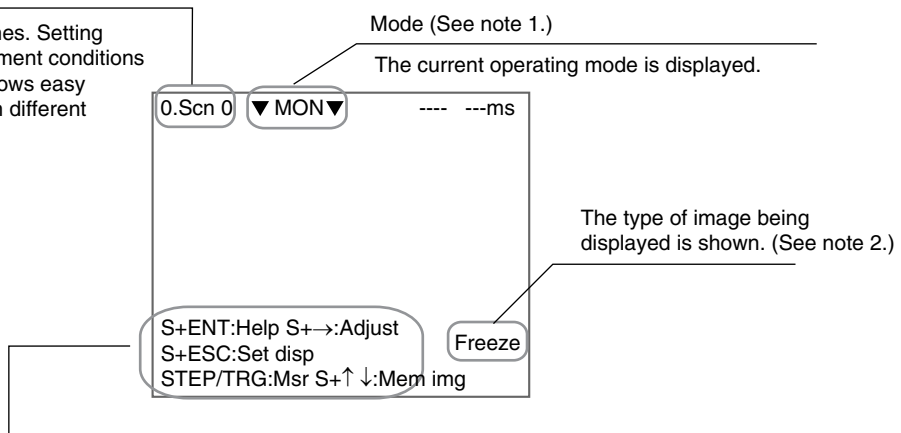 Mode (See note 1.)
The current operating mode is displayed.
nes. Setting
ment conditions
ows easy
different
0.Scn 0 ▼ MON▼ ---- ---ms
The type of image being
displayed is shown. (See note 2.)
S+ENT:Help S+→:Adjust
S+ESC:Set disp
STEP/TRG:Msr S+↑↓:Mem img
Freeze